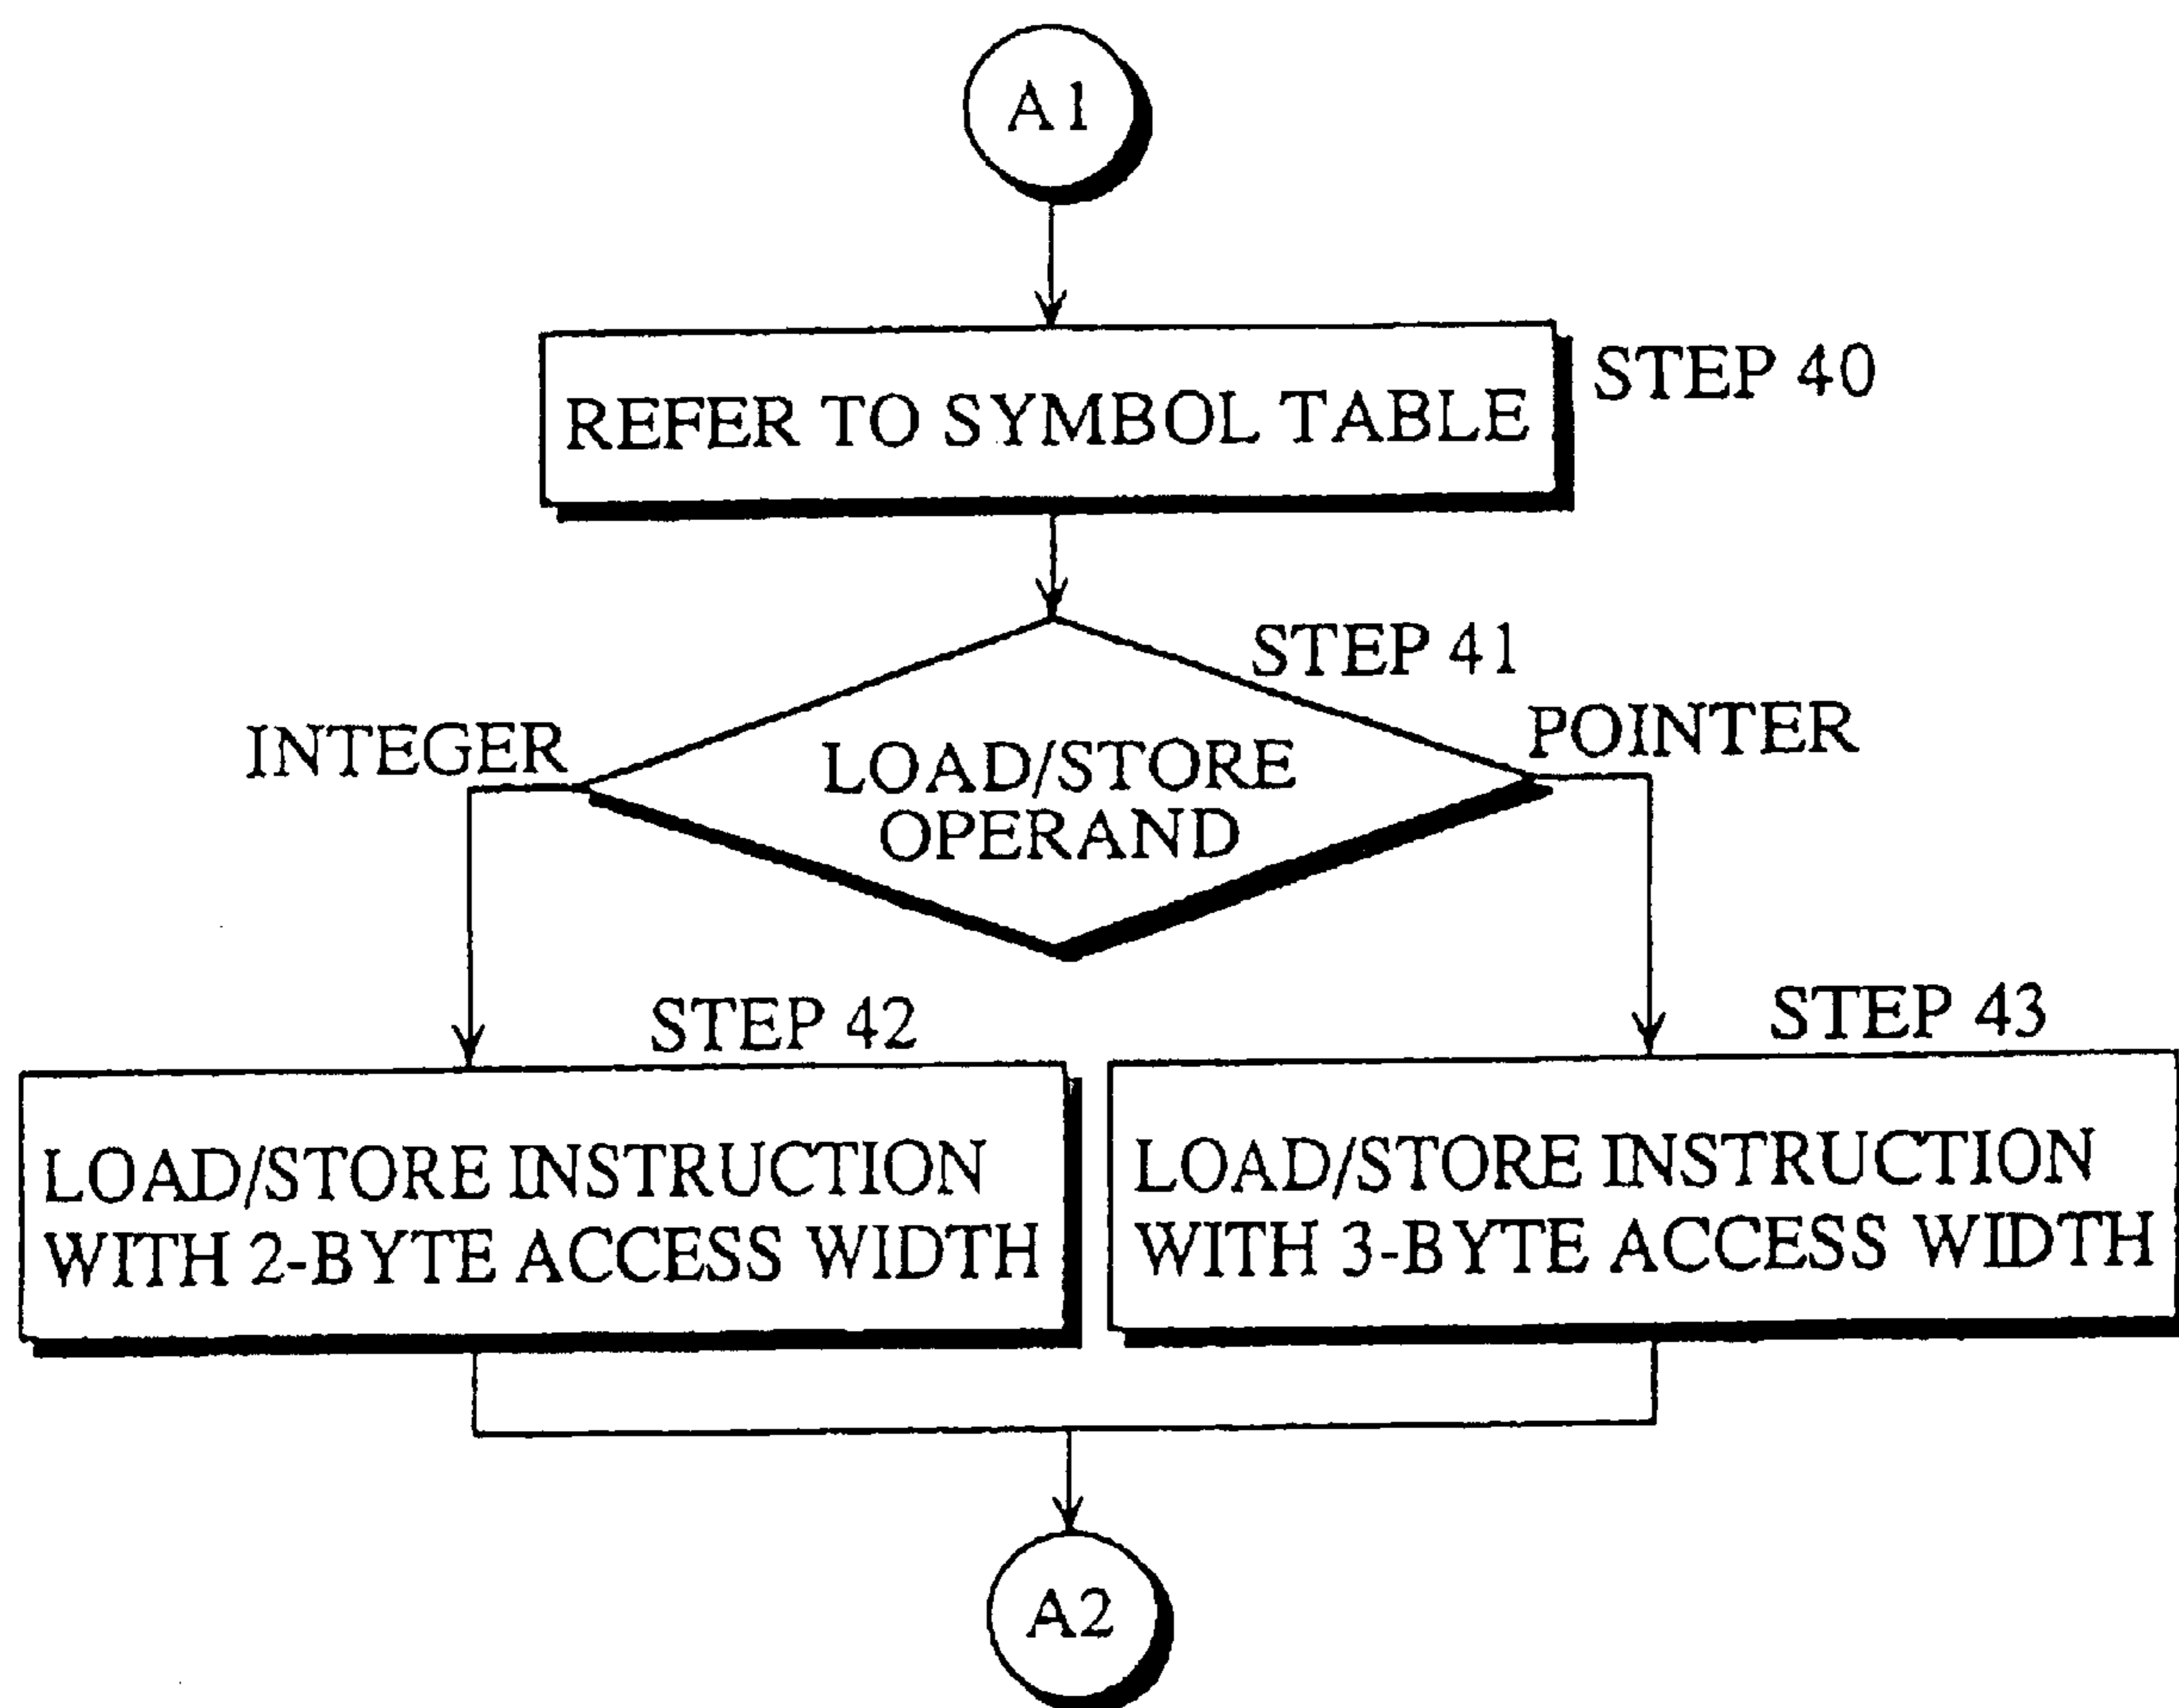 A1
REFER TO SYMBOL TABLE
STEP 40
STEP 41
INTEGER
POINTER
LOAD/STORE
OPERAND
STEP 42
STEP 43
LOAD/STORE INSTRUCTION
WITH 2-BYTE ACCESS WIDTH
LOAD/STORE INSTRUCTION
WITH 3-BYTE ACCESS WIDTH
A2